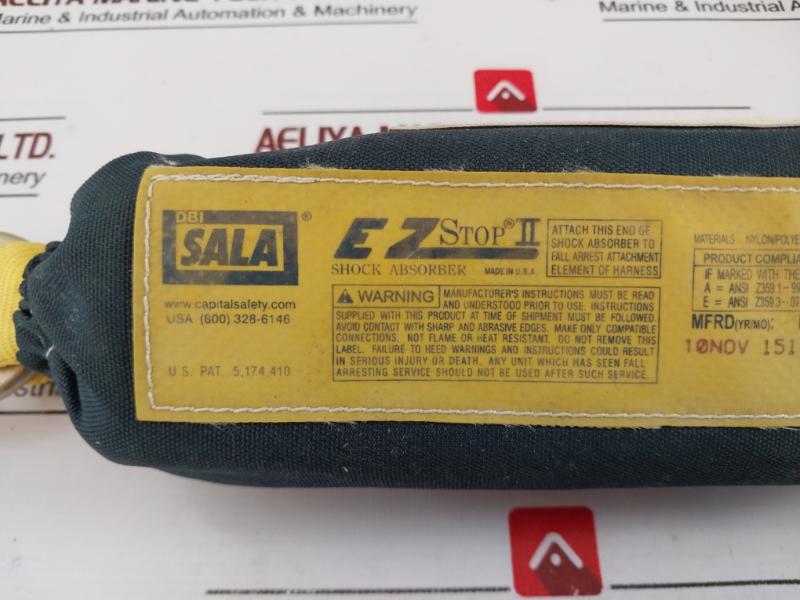 Marine & Industrial Automation & Machinery
Marine & Industrial A
LTD.
Machinery
AELIYA
DBI
SALA®
www.capitalsafety.com
USA (800) 328-6146
U.S. PAT. 5,174,410
EZ STOP® II
SHOCK ABSORBER MADE IN U.S.A.
ATTACH THIS END OF
SHOCK ABSORBER TO
FALL ARREST ATTACHMENT
ELEMENT OF HARNESS
WARNING MANUFACTURER'S INSTRUCTIONS MUST BE READ
AND UNDERSTOOD PRIOR TO USE. INSTRUCTIONS
SUPPLIED WITH THIS PRODUCT AT TIME OF SHIPMENT MUST BE FOLLOWED.
AVOID CONTACT WITH SHARP AND ABRASIVE EDGES. MAKE ONLY COMPATIBLE
CONNECTIONS. NOT FLAME OR HEAT RESISTANT. DO NOT REMOVE THIS
LABEL. FAILURE TO HEED WARNINGS AND INSTRUCTIONS COULD RESULT
IN SERIOUS INJURY OR DEATH. ANY UNIT WHICH HAS SEEN FALL
ARRESTING SERVICE SHOULD NOT BE USED AFTER SUCH SERVICE.
MATERIALS: NYLON/POLYE
PRODUCT COMPLIA
IF MARKED WITH THE
A = ANSI Z359.1-99
E = ANSI Z359.3-07
MFRD(YR/MO):
10NOV 151